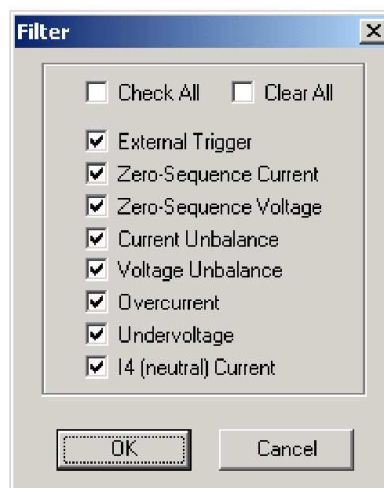 Filter
Check All Clear All
External Trigger
Zero-Sequence Current
Zero-Sequence Voltage
Current Unbalance
Voltage Unbalance
Overcurrent
Undervoltage
I4 (neutral) Current
OK Cancel